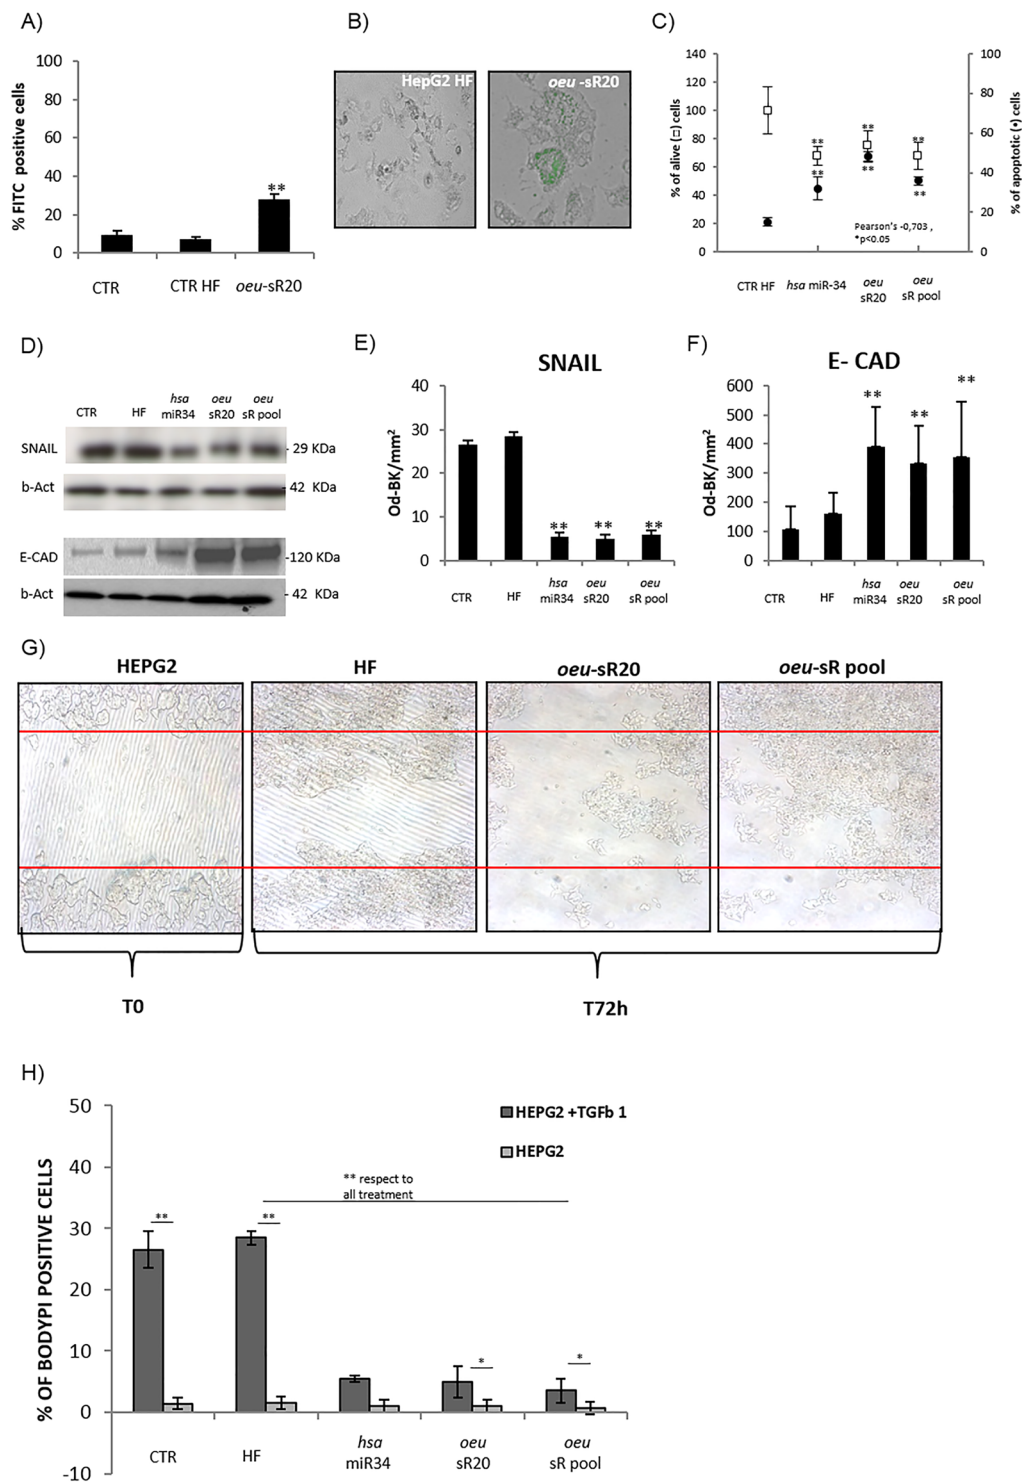 A)
100
80
60
40
20
0
% FITC positive cells
**
CTR
CTR HF
oeu-sR20
B)
HepG2 HF
oeu -sR20
C)
140
120
100
80
60
40
20
0
% of alive (□) cells
100
80
60
40
20
0
% of apoptotic (•) cells
**
**
**
**
**
**
Pearson's -0,703 ,
*p<0.05
CTR HF
hsa miR-34
oeu
sR20
oeu
sR pool
D)
CTR
HF
hsa
miR34
oeu
sR20
oeu
sR pool
SNAIL
- 29 KDa
b-Act
- 42 KDa
E-CAD
-120 KDa
b-Act
- 42 KDa
E)
SNAIL
40
30
20
10
0
Od-BK/mm²
**
**
**
CTR
HF
hsa
miR34
oeu
sR20
oeu
sR pool
F)
E- CAD
600
500
400
300
200
100
0
Od-BK/mm²
**
**
**
CTR
HF
hsa
miR34
oeu
sR20
oeu
sR pool
G)
HEPG2
HF
oeu-sR20
oeu-sR pool
T0
T72h
H)
50
40
30
20
10
0
-10
% OF BODYPI POSITIVE CELLS
HEPG2 +TGFb 1
HEPG2
** respect to
all treatment
**
**
*
*
CTR
HF
hsa
miR34
oeu
sR20
oeu
sR pool